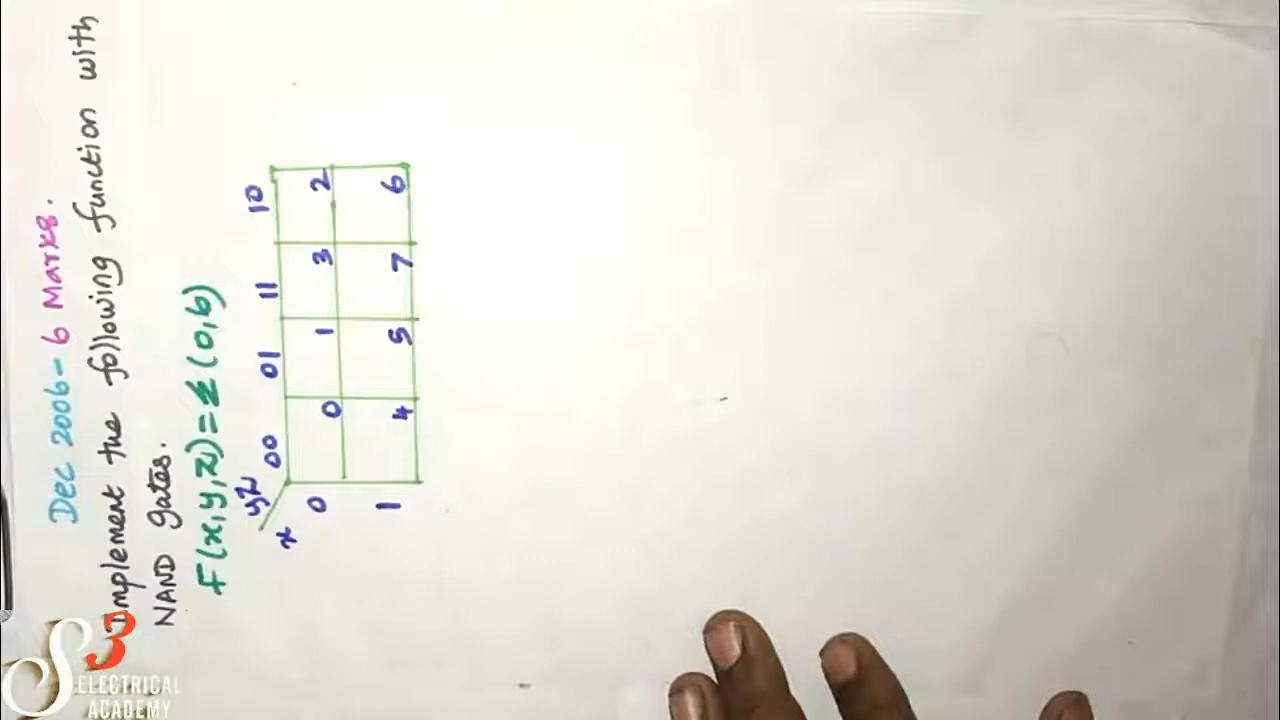 Dec 2006 - 6 Marks.
Implement the following function with
NAND gates.
F(x,y,z) = Σ (0,6)
yz
x
00 01 11 10
0 0 1 3 2
1 4 5 7 6
S3
ELECTRICAL
ACADEMY